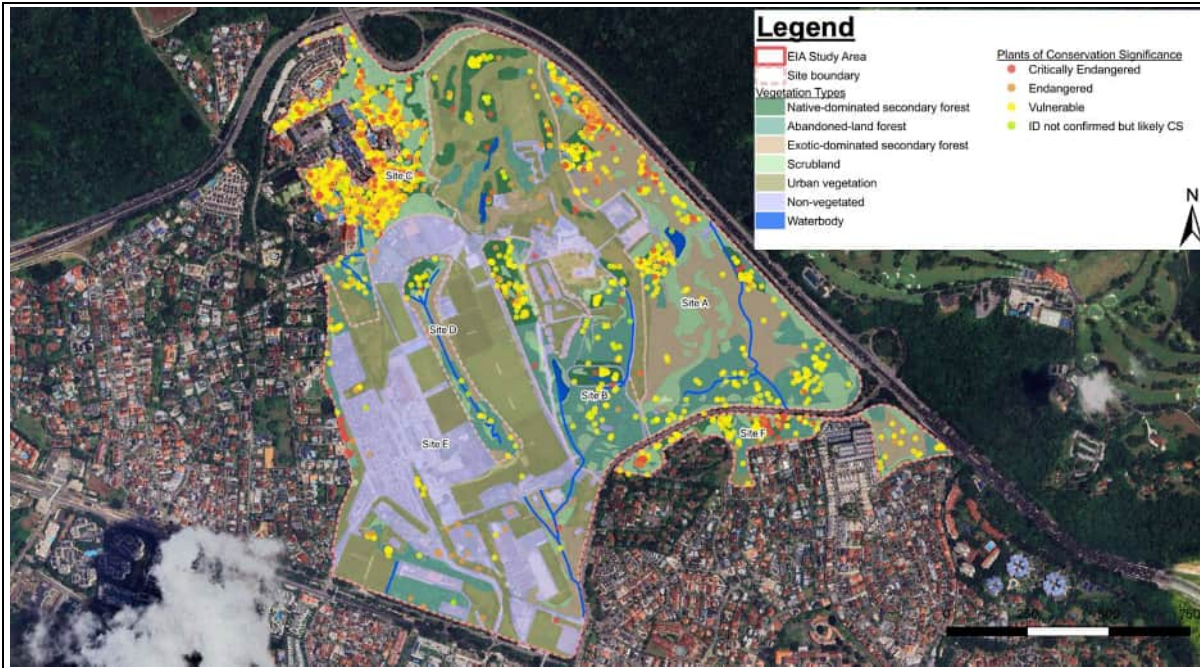 Legend
EIA Study Area
Site boundary
Vegetation Types
Native-dominated secondary forest
Abandoned-land forest
Exotic-dominated secondary forest
Scrubland
Urban vegetation
Non-vegetated
Waterbody
Plants of Conservation Significance
Critically Endangered
Endangered
Vulnerable
ID not confirmed but likely CS
N
Site C
Site A
Site D
Site B
Site F
Site E
0